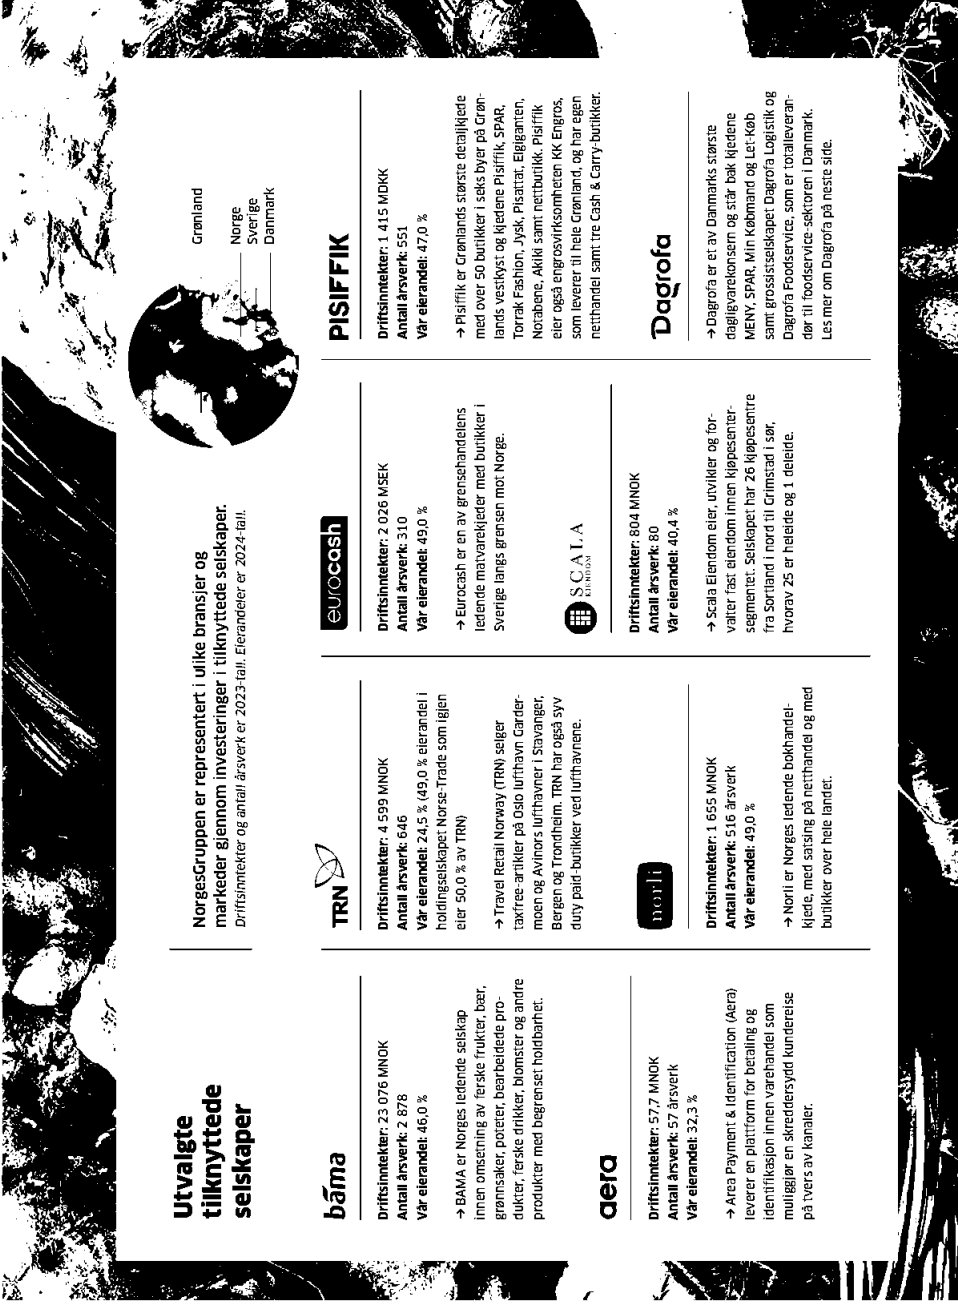 Utvalgte
tilknyttede
selskaper
NorgesGruppen er representert i ulike bransjer og
markeder gjennom investeringer i tilknyttede selskaper.
Driftsinntekter og antall årsverk er 2023-tall. Eierandeler er 2024-tall.
Grønland
Norge
Sverige
Danmark
bama
Driftsinntekter: 23 076 MNOK
Antall årsverk: 2 878
Vår eierandel: 46,0 %
→ BAMA er Norges ledende selskap
innen omsetning av ferske frukter, bær,
grønnsaker, poteter, bearbeidede pro-
dukter, ferske drikker, blomster og andre
produkter med begrenset holdbarhet.
aera
Driftsinntekter: 57,7 MNOK
Antall årsverk: 57 årsverk
Vår eierandel: 32,3 %
→ Area Payment & Identification (Aera)
leverer en plattform for betaling og
identifikasjon innen varehandel som
muliggjør en skreddersydd kundereise
på tvers av kanaler.
TRN
Driftsinntekter: 4 599 MNOK
Antall årsverk: 646
Vår eierandel: 24,5 % (49,0 % eierandel i
holdingselskapet Norse-Trade som igjen
eier 50,0 % av TRN)
→ Travel Retail Norway (TRN) selger
taxfree-artikler på Oslo lufthavn Garder-
moen og Avinors lufthavner i Stavanger,
Bergen og Trondheim. TRN har også syv
duty paid-butikker ved lufthavnene.
norli
Driftsinntekter: 1 655 MNOK
Antall årsverk: 516 årsverk
Vår eierandel: 49,0 %
→ Norli er Norges ledende bokhandel-
kjede, med satsing på netthandel og med
butikker over hele landet.
eurocash
Driftsinntekter: 2 026 MSEK
Antall årsverk: 310
Vår eierandel: 49,0 %
→ Eurocash er en av grensehandelens
ledende matvarekjeder med butikker i
Sverige langs grensen mot Norge.
SCALA
EIENDOM
Driftsinntekter: 804 MNOK
Antall årsverk: 80
Vår eierandel: 40,4 %
→ Scala Eiendom eier, utvikler og for-
valter fast eiendom innen kjøpesenter-
segmentet. Selskapet har 26 kjøpesentre
fra Sortland i nord til Grimstad i sør,
hvorav 25 er heleide og 1 deleide.
PISIFFIK
Driftsinntekter: 1 415 MDKK
Antall årsverk: 551
Vår eierandel: 47,0 %
→ Pisiffik er Grønlands største detaljkjede
med over 50 butikker i seks byer på Grøn-
lands vestkyst og kjedene Pisiffik, SPAR,
Torrak Fashion, Jysk, Pisattat, Elgiganten,
Notabene, Akiki samt nettbutikk. Pisiffik
eier også engrosvirksomheten KK Engros,
som leverer til hele Grønland, og har egen
netthandel samt tre Cash & Carry-butikker.
Dagrofa
→ Dagrofa er et av Danmarks største
dagligvarekonsern og står bak kjedene
MENY, SPAR, Min Købmand og Let-Køb
samt grossistselskapet Dagrofa Logistik og
Dagrofa Foodservice, som er totalleveran-
dør til foodservice-sektoren i Danmark.
Les mer om Dagrofa på neste side.